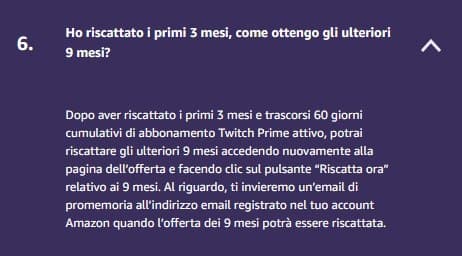 6.
Ho riscattato i primi 3 mesi, come ottengo gli ulteriori
9 mesi?
Dopo aver riscattato i primi 3 mesi e trascorsi 60 giorni
cumulativi di abbonamento Twitch Prime attivo, potrai
riscattare gli ulteriori 9 mesi accedendo nuovamente alla
pagina dell’offerta e facendo clic sul pulsante “Riscatta ora”
relativo ai 9 mesi. Al riguardo, ti invieremo un’email di
promemoria all’indirizzo email registrato nel tuo account
Amazon quando l’offerta dei 9 mesi potrà essere riscattata.